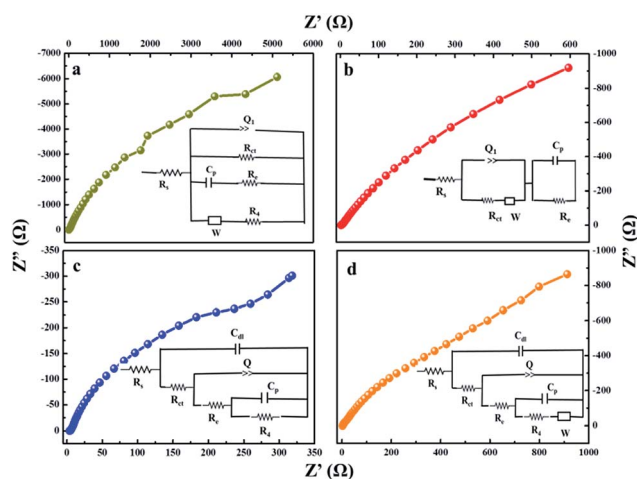 Z' (Ω)
0 1000 2000 3000 4000 5000
0 100 200 300 400 500 600
-7000
-6000
-5000
-4000
-3000
-2000
-1000
0
a
Q₁
Rct
Cp
Re
Rs
W
R4
b
Q₁
Cp
Rs
Rct
W
Re
-1000
-800
-600
-400
-200
0
Z'' (Ω)
Z'' (Ω)
-350
-300
-250
-200
-150
-100
-50
0
c
Cdl
Q
Rs
Rct
Cp
Re
R4
d
Cdl
Q
Rs
Rct
Cp
Re
R4
W
-1000
-800
-600
-400
-200
0
0 50 100 150 200 250 300 350
0 200 400 600 800 1000
Z' (Ω)